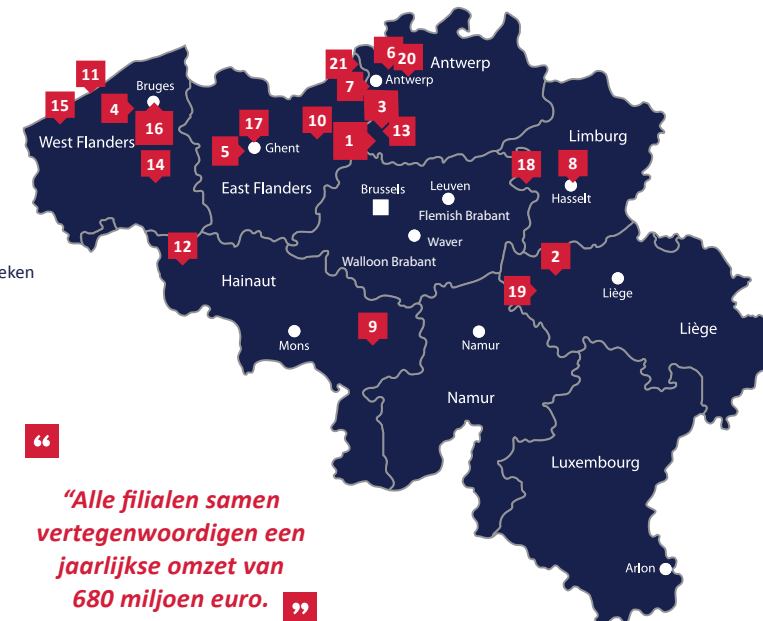 6
20
21
Antwerp
11
Bruges
7
Antwerp
15
4
3
17
10
16
13
Limburg
West Flanders
1
5
Ghent
14
18
8
East Flanders
Brussels
Leuven
Hasselt
Flemish Brabant
12
Waver
2
Walloon Brabant
eken
Hainaut
Liège
19
9
Liège
Mons
Namur
Namur
“
Luxembourg
“Alle filialen samen
vertegenwoordigen een
jaarlijkse omzet van
Arlon
680 miljoen euro.
”